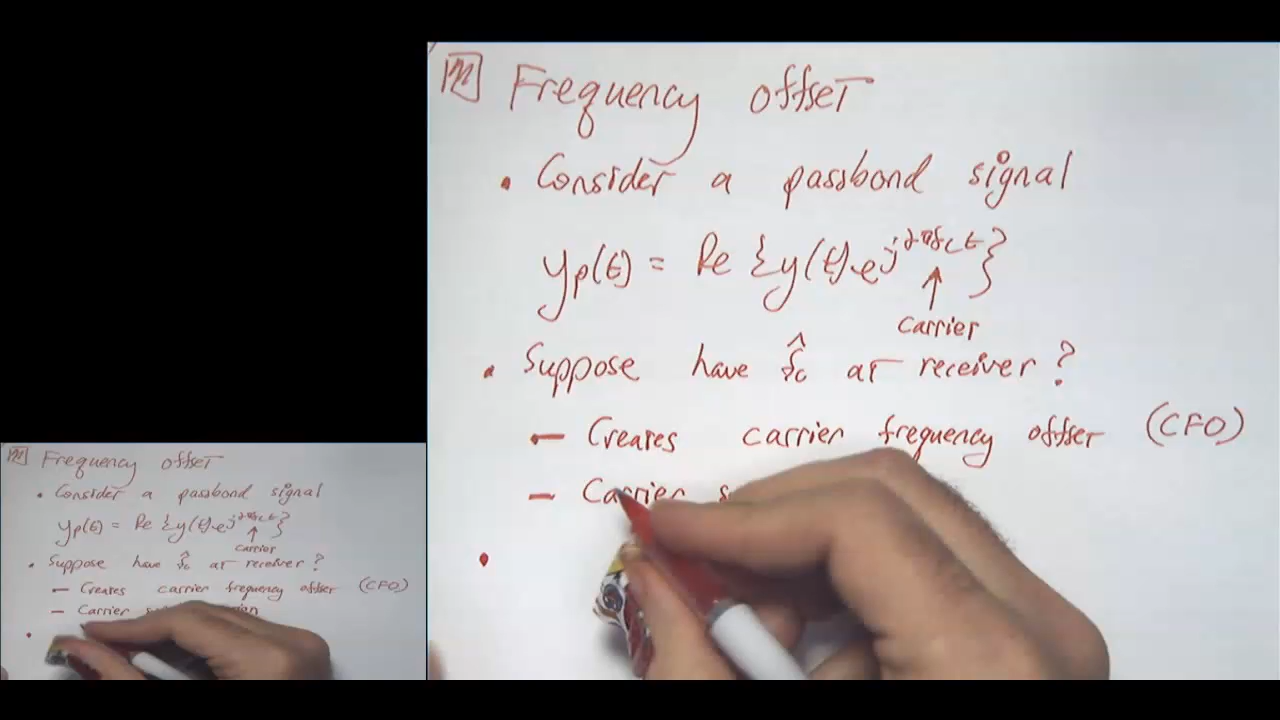 Frequency offset
• Consider a passband signal
yp(t) = Re {y(t)·e^j2πfct}
↑
Carrier
• Suppose have f̂c at receiver?
– Creates carrier frequency offset (CFO)
– Carrier
•